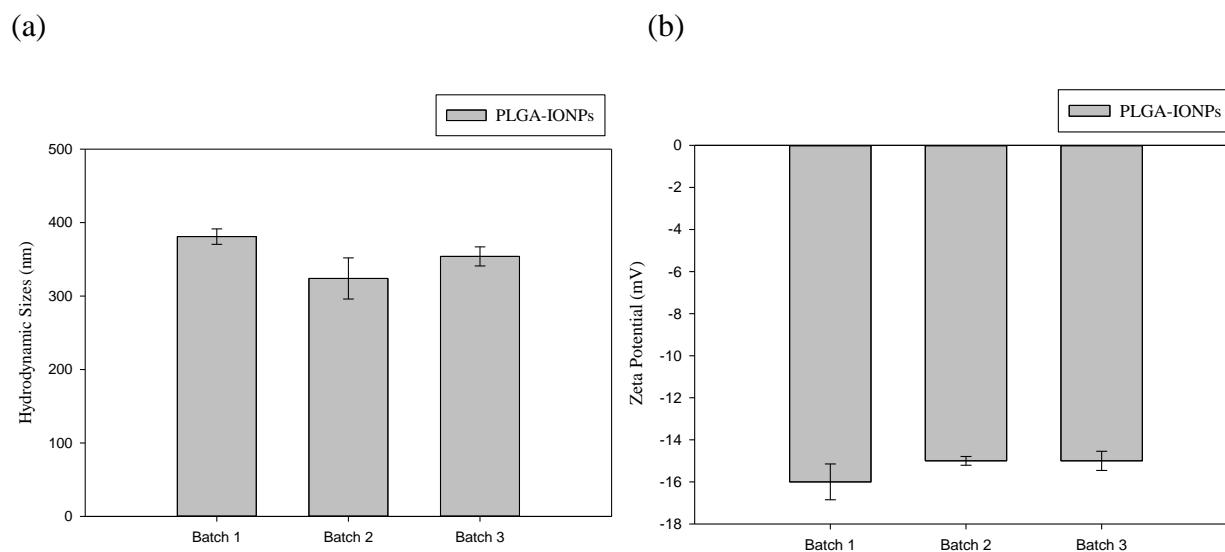 (a)
PLGA-IONPs
Hydrodynamic Sizes (nm)
500
400
300
200
100
0
Batch 1 Batch 2 Batch 3
(b)
PLGA-IONPs
Zeta Potential (mV)
0
-2
-4
-6
-8
-10
-12
-14
-16
-18
Batch 1 Batch 2 Batch 3